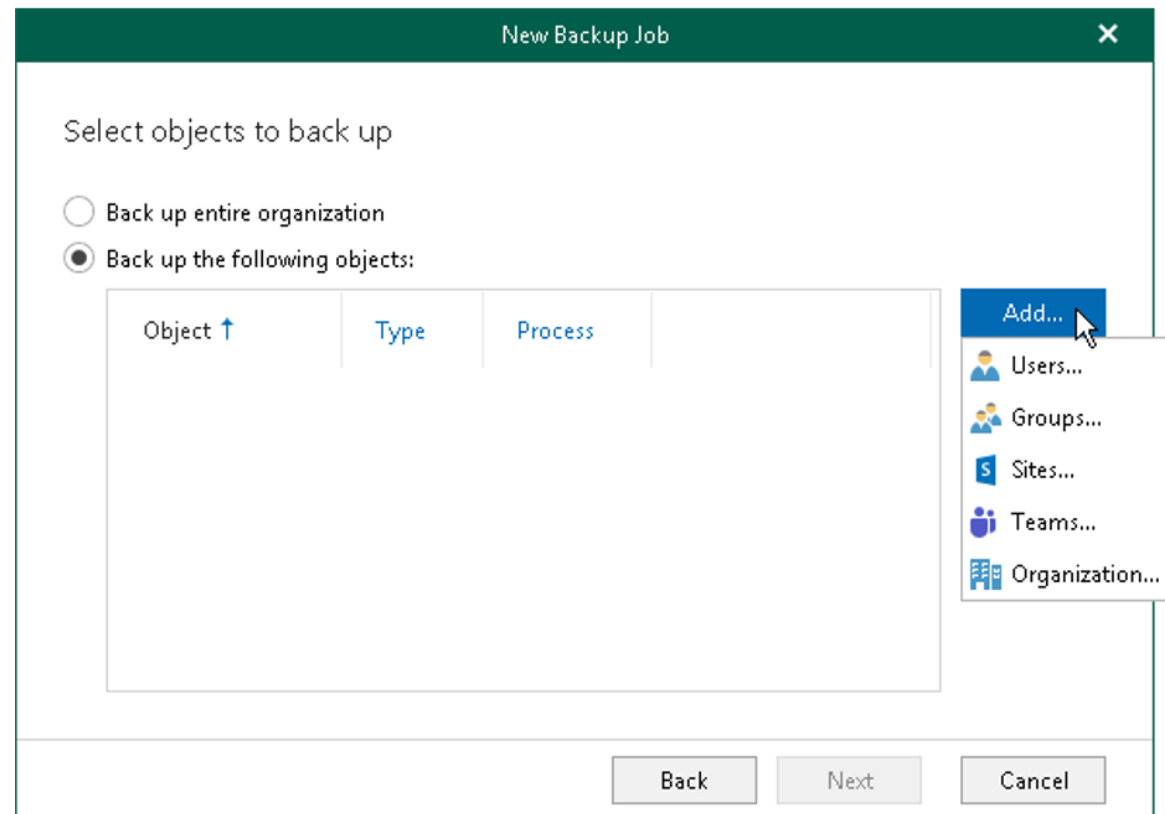 New Backup Job
Select objects to back up
Back up entire organization
Back up the following objects:
Object Type Process
Add...
Users...
Groups...
S Sites...
Teams...
Organization...
Back Next Cancel